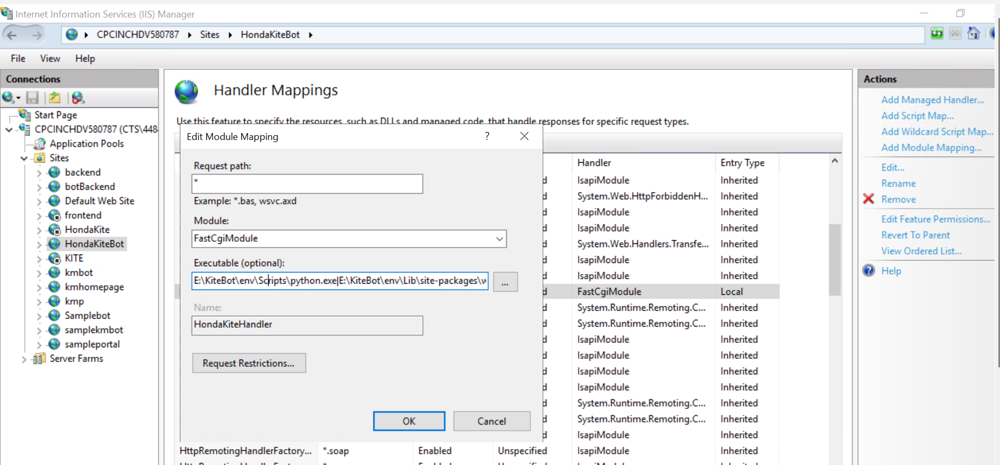 Internet Information Services (IIS) Manager
CPCINCHDV580787 Sites HondaKiteBot
File View Help
Connections
Start Page
CPCINCHDV580787 (CTS\448
Application Pools
Sites
backend
botBackend
Default Web Site
frontend
HondaKite
HondaKiteBot
KITE
kmbot
kmhomepage
kmp
Samplebot
samplekmbot
sampleportal
Server Farms
Handler Mappings
Use this feature to specify the resources, such as DLLs and managed code, that handle responses for specific request types.
Edit Module Mapping ?
Request path:
*
Example: *.bas, wsvc.axd
Module:
FastCgiModule
Executable (optional):
E:\KiteBot\env\Scripts\python.exe|E:\KiteBot\env\Lib\site-packages\w
...
Name:
HondaKiteHandler
Request Restrictions...
OK Cancel
Handler Entry Type
d IsapiModule Inherited
System.Web.HttpForbiddenH... Inherited
d IsapiModule Inherited
d IsapiModule Inherited
System.Web.Handlers.Transfe... Inherited
d IsapiModule Inherited
d IsapiModule Inherited
d FastCgiModule Local
System.Runtime.Remoting.C... Inherited
System.Runtime.Remoting.C... Inherited
d IsapiModule Inherited
d IsapiModule Inherited
d IsapiModule Inherited
d IsapiModule Inherited
System.Runtime.Remoting.C... Inherited
System.Runtime.Remoting.C... Inherited
IsapiModule Inherited
HttpRemotingHandlerFactory... *.soap Enabled Unspecified IsapiModule Inherited
Actions
Add Managed Handler...
Add Script Map...
Add Wildcard Script Map...
Add Module Mapping...
Edit...
Rename
Remove
Edit Feature Permissions...
Revert To Parent
View Ordered List...
Help